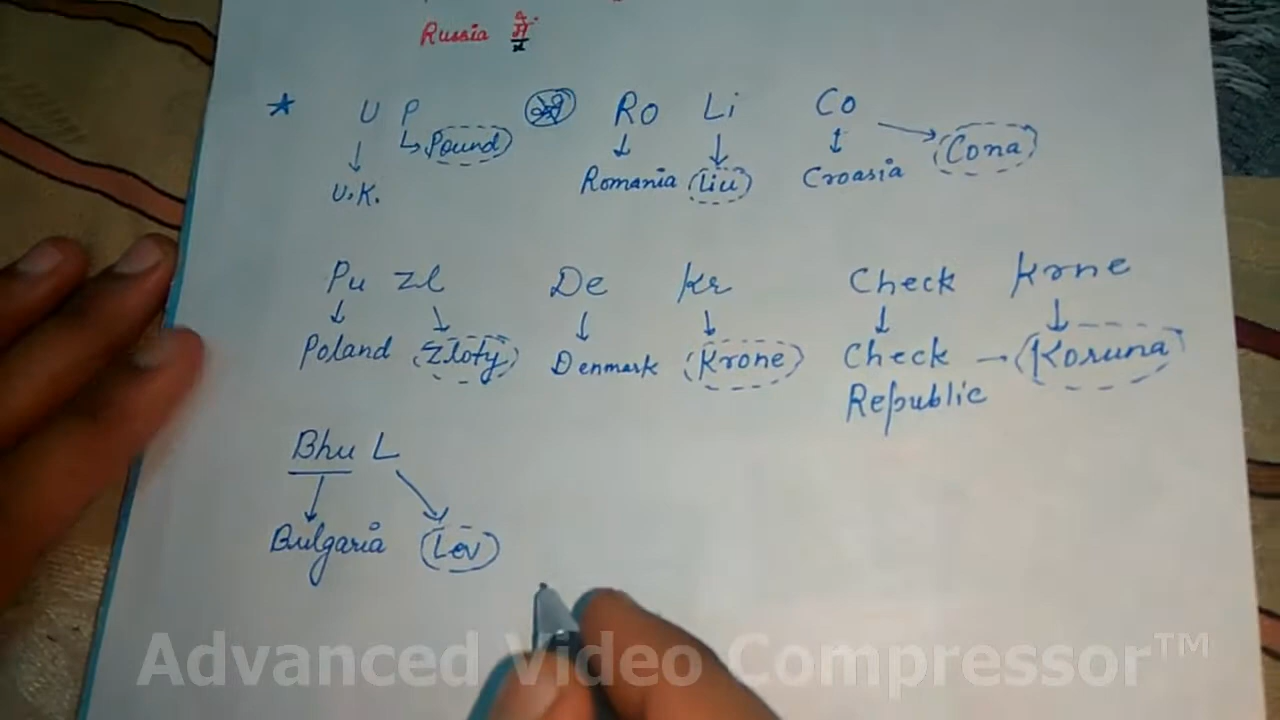 Russia में
U P Ro Li Co
Pound Cona
U.K. Romania Liu Croasia
Pu Zl De Kr Check Krne
Poland Zloty Denmark Krone Check Koruna
Republic
Bhu L
Bulgaria Lev
Advanced Video Compressor™